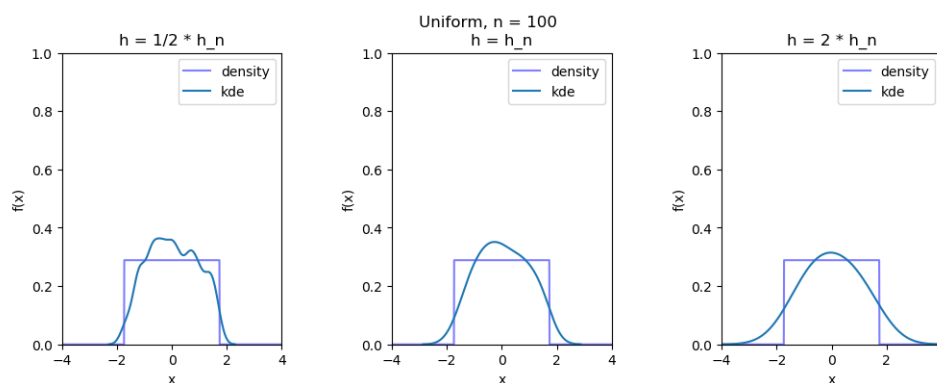 Uniform, n = 100
h = 1/2 * h_n
h = h_n
h = 2 * h_n
1.0
0.8
0.6
0.4
0.2
0.0
f(x)
−4
−2
0
2
4
x
density
kde
1.0
0.8
0.6
0.4
0.2
0.0
f(x)
−4
−2
0
2
4
x
density
kde
1.0
0.8
0.6
0.4
0.2
0.0
f(x)
−4
−2
0
2
x
density
kde